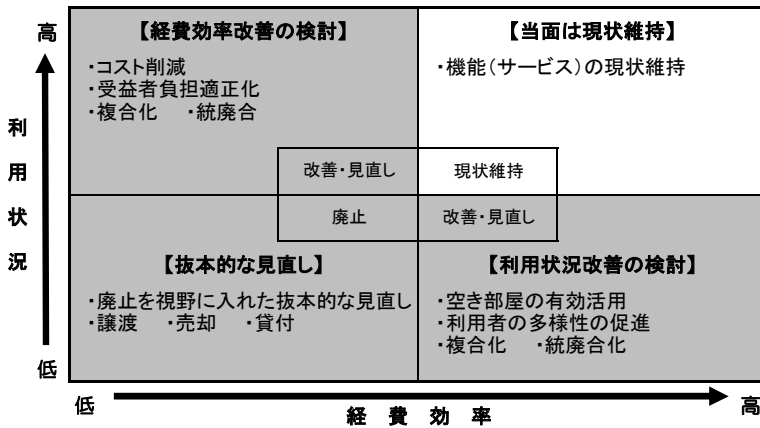 高
利
用
状
況
低
【経費効率改善の検討】
・コスト削減
・受益者負担適正化
・複合化　・統廃合
【当面は現状維持】
・機能（サービス）の現状維持
改善・見直し
現状維持
廃止
改善・見直し
【抜本的な見直し】
・廃止を視野に入れた抜本的な見直し
・譲渡　・売却　・貸付
【利用状況改善の検討】
・空き部屋の有効活用
・利用者の多様性の促進
・複合化　・統廃合化
低
経 費 効 率
高